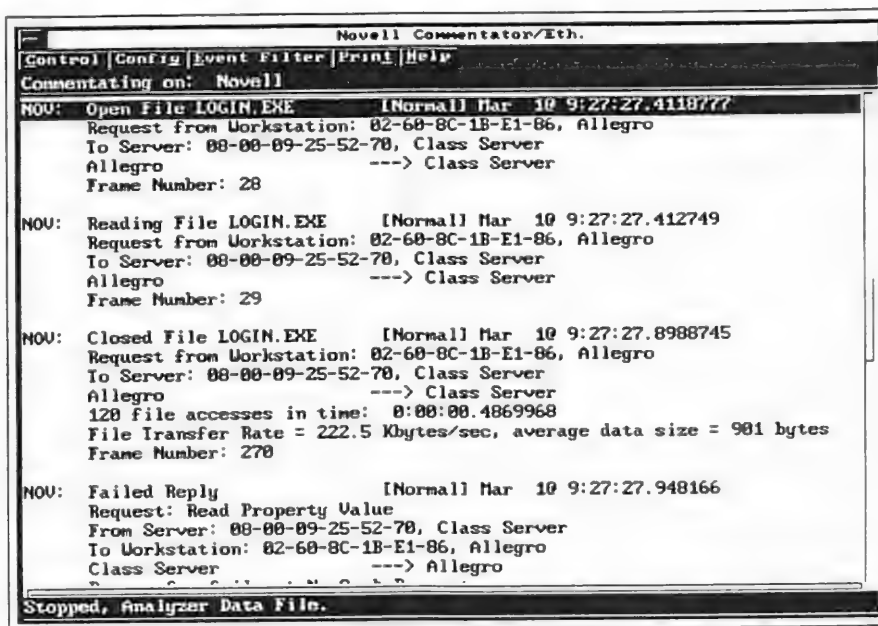 Novell Commentator/Eth.
Control Config Event Filter Print Help
Commentating on: Novell
NOV: Open File LOGIN.EXE [Normal] Mar 10 9:27:27.4118777
Request from Workstation: 02-60-8C-1B-E1-86, Allegro
To Server: 08-00-09-25-52-70, Class Server
Allegro ---> Class Server
Frame Number: 28
NOV: Reading File LOGIN.EXE [Normal] Mar 10 9:27:27.412749
Request from Workstation: 02-60-8C-1B-E1-86, Allegro
To Server: 08-00-09-25-52-70, Class Server
Allegro ---> Class Server
Frame Number: 29
NOV: Closed File LOGIN.EXE [Normal] Mar 10 9:27:27.8988745
Request from Workstation: 02-60-8C-1B-E1-86, Allegro
To Server: 08-00-09-25-52-70, Class Server
Allegro ---> Class Server
120 file accesses in time: 0:00:00.4869968
File Transfer Rate = 222.5 Kbytes/sec, average data size = 901 bytes
Frame Number: 270
NOV: Failed Reply [Normal] Mar 10 9:27:27.948166
Request: Read Property Value
From Server: 08-00-09-25-52-70, Class Server
To Workstation: 02-60-8C-1B-E1-86, Allegro
Class Server ---> Allegro
Stopped, Analyzer Data File.